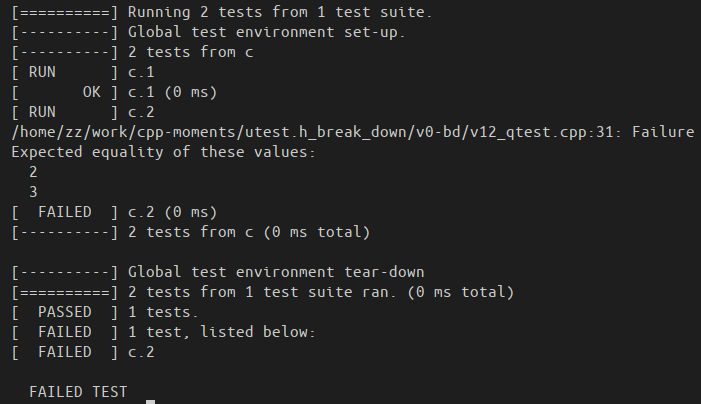 [==========] Running 2 tests from 1 test suite.
[----------] Global test environment set-up.
[----------] 2 tests from c
[ RUN      ] c.1
[       OK ] c.1 (0 ms)
[ RUN      ] c.2
/home/zz/work/cpp-moments/utest.h_break_down/v0-bd/v12_qtest.cpp:31: Failure
Expected equality of these values:
  2
  3
[  FAILED  ] c.2 (0 ms)
[----------] 2 tests from c (0 ms total)

[----------] Global test environment tear-down
[==========] 2 tests from 1 test suite ran. (0 ms total)
[  PASSED  ] 1 tests.
[  FAILED  ] 1 test, listed below:
[  FAILED  ] c.2

  FAILED TEST